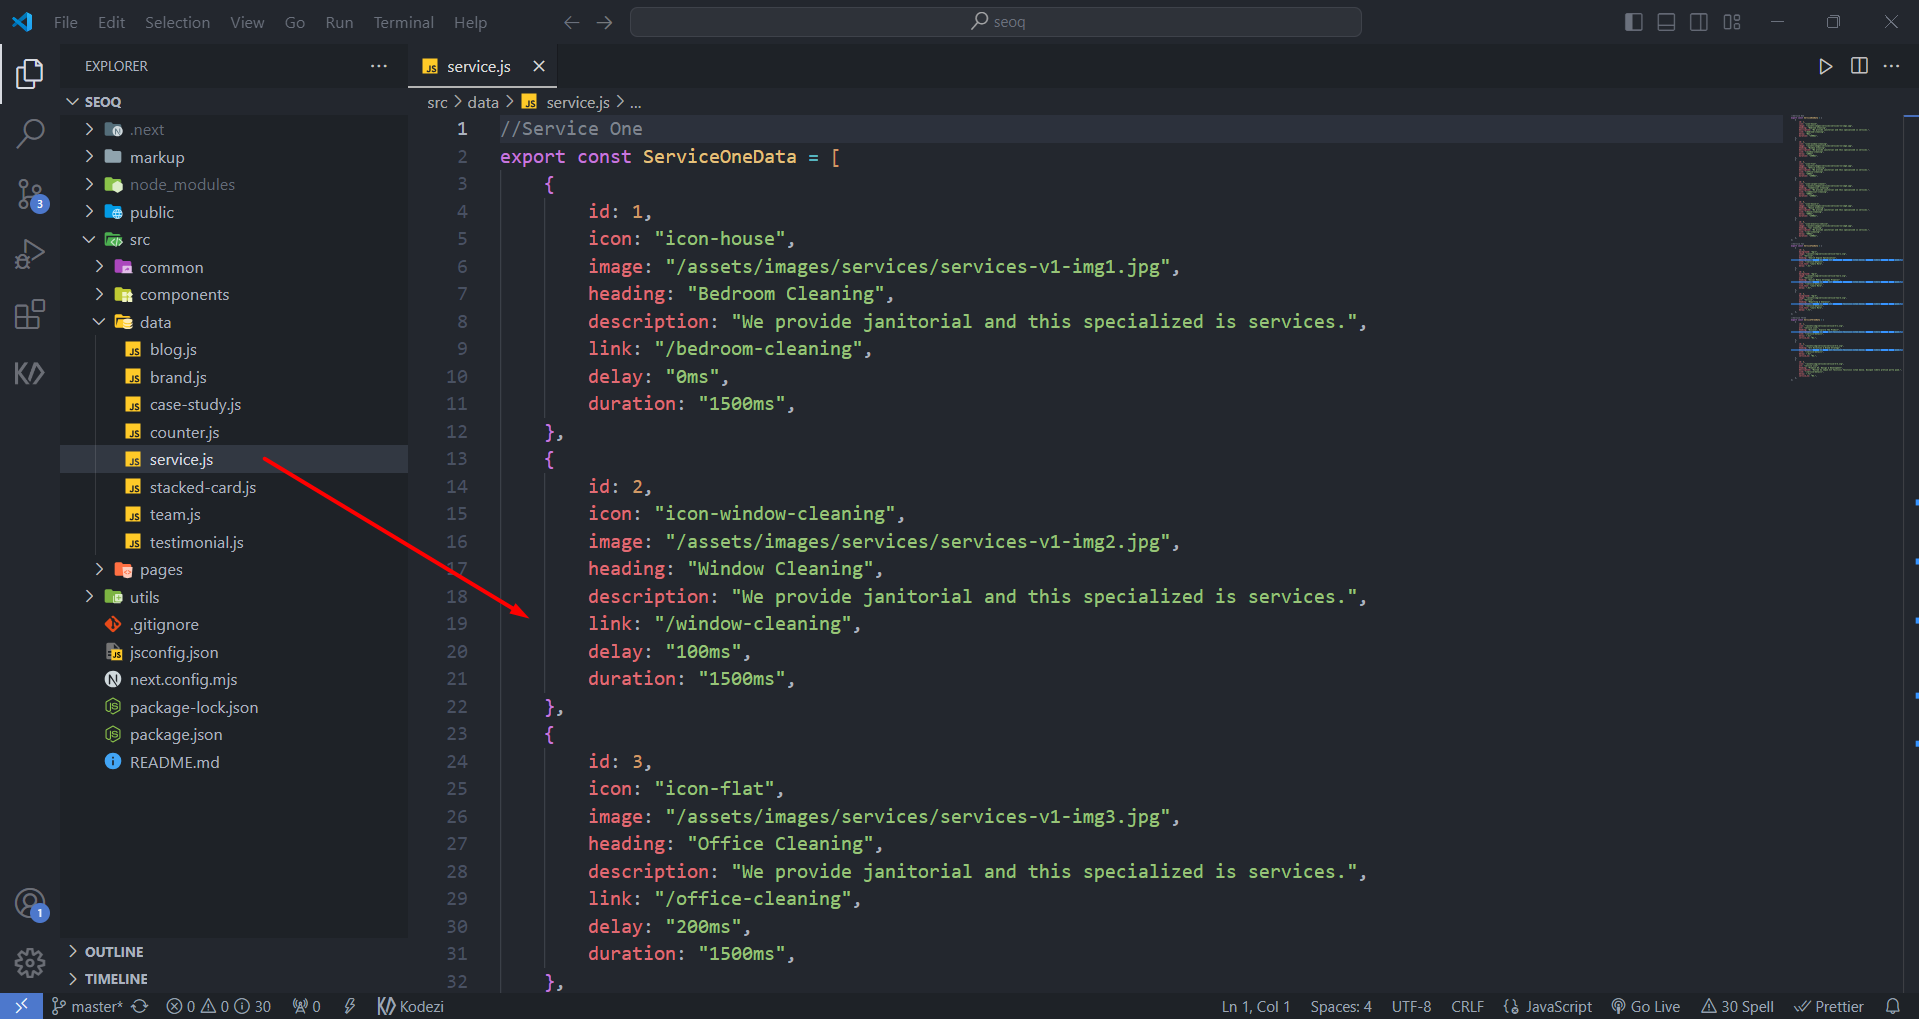 File Edit Selection View Go Run Terminal Help
seoq
EXPLORER
service.js
SEOQ
src > data > service.js > ...
.next
markup
node_modules
public
src
common
components
data
blog.js
brand.js
case-study.js
counter.js
service.js
stacked-card.js
team.js
testimonial.js
pages
utils
.gitignore
jsconfig.json
next.config.mjs
package-lock.json
package.json
README.md
OUTLINE
TIMELINE
3
1
1 //Service One
2 export const ServiceOneData = [
3 {
4 id: 1,
5 icon: "icon-house",
6 image: "/assets/images/services/services-v1-img1.jpg",
7 heading: "Bedroom Cleaning",
8 description: "We provide janitorial and this specialized is services.",
9 link: "/bedroom-cleaning",
10 delay: "0ms",
11 duration: "1500ms",
12 },
13 {
14 id: 2,
15 icon: "icon-window-cleaning",
16 image: "/assets/images/services/services-v1-img2.jpg",
17 heading: "Window Cleaning",
18 description: "We provide janitorial and this specialized is services.",
19 link: "/window-cleaning",
20 delay: "100ms",
21 duration: "1500ms",
22 },
23 {
24 id: 3,
25 icon: "icon-flat",
26 image: "/assets/images/services/services-v1-img3.jpg",
27 heading: "Office Cleaning",
28 description: "We provide janitorial and this specialized is services.",
29 link: "/office-cleaning",
30 delay: "200ms",
31 duration: "1500ms",
32 },
master* 0 0 30 0 Kodezi Ln 1, Col 1 Spaces: 4 UTF-8 CRLF JavaScript Go Live 30 Spell Prettier